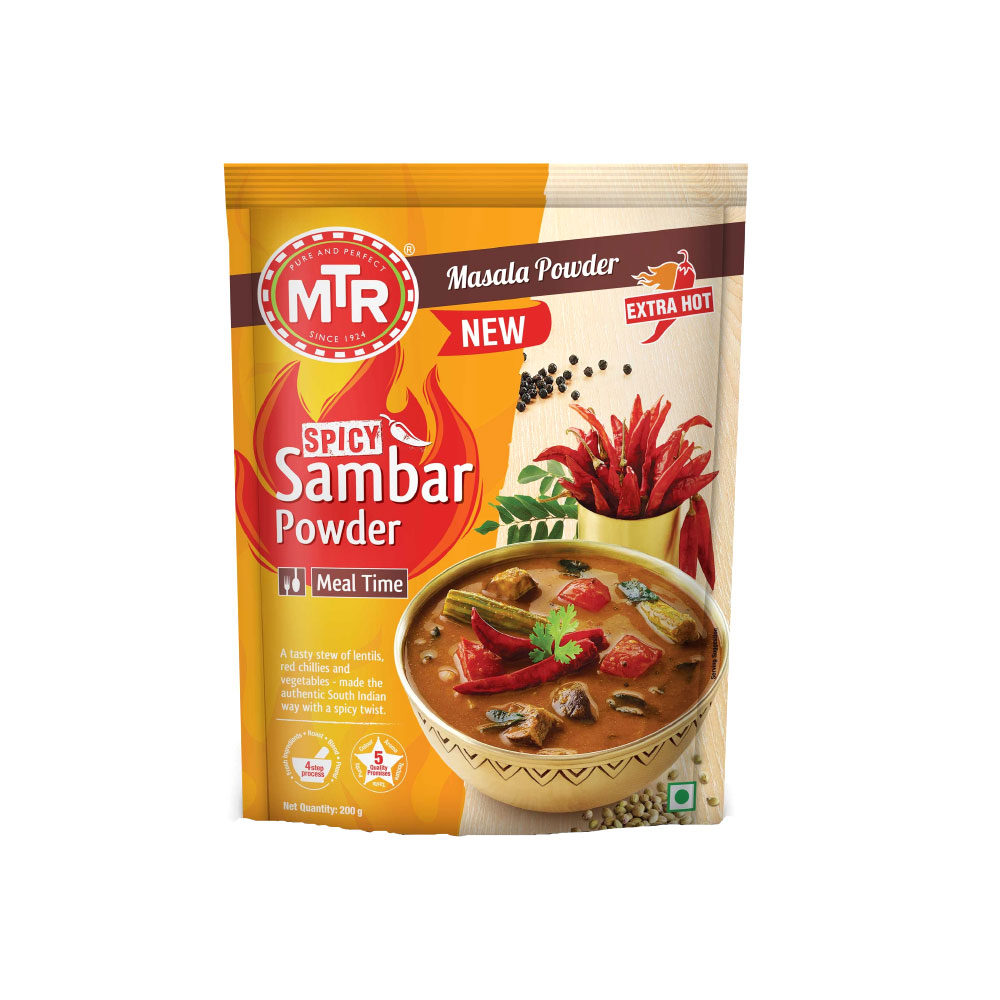 PURE AND PERFECT
MTR
SINCE 1924
®
Masala Powder
EXTRA HOT
NEW
SPICY
Sambar
Powder
Meal Time
A tasty stew of lentils,
red chillies and
vegetables - made the
authentic South Indian
way with a spicy twist.
4-step
process
5
Quality
Promises
Net Quantity: 200 g